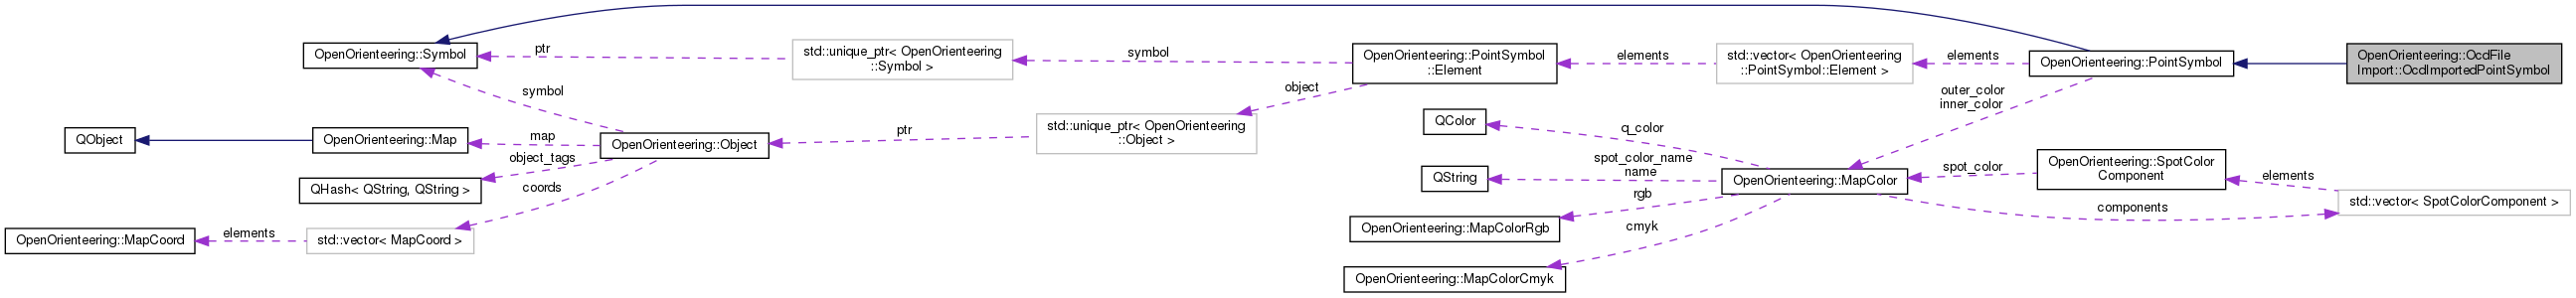 OpenOrienteering::Symbol
ptr
std::unique_ptr< OpenOrienteering
::Symbol >
symbol
OpenOrienteering::PointSymbol
::Element
elements
std::vector< OpenOrienteering
::PointSymbol::Element >
elements
OpenOrienteering::PointSymbol
OpenOrienteering::OcdFile
Import::OcdImportedPointSymbol
symbol
object
outer_color
inner_color
QObject
OpenOrienteering::Map
map
OpenOrienteering::Object
ptr
std::unique_ptr< OpenOrienteering
::Object >
QColor
q_color
object_tags
QHash< QString, QString >
coords
QString
spot_color_name
name
OpenOrienteering::MapColor
spot_color
OpenOrienteering::SpotColor
Component
elements
std::vector< SpotColorComponent >
rgb
components
OpenOrienteering::MapColorRgb
cmyk
OpenOrienteering::MapCoord
elements
std::vector< MapCoord >
OpenOrienteering::MapColorCmyk